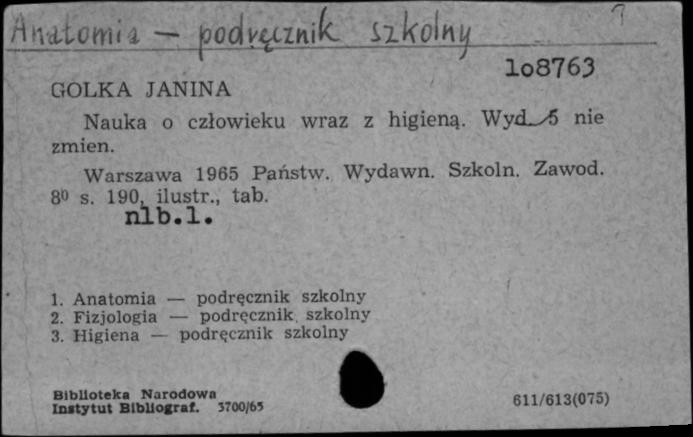 Anatomia — podręcznik szkolny
lo8763
GOLKA JANINA
Nauka o człowieku wraz z higieną. Wyd. 5 nie
zmien.
Warszawa 1965 Państw. Wydawn. Szkoln. Zawod.
8⁰ s. 190, ilustr., tab.
nlb.l.
1. Anatomia — podręcznik szkolny
2. Fizjologia — podręcznik szkolny
3. Higiena — podręcznik szkolny
Biblioteka Narodowa
Instytut Bibliograf. 3700/65
611/613(075)